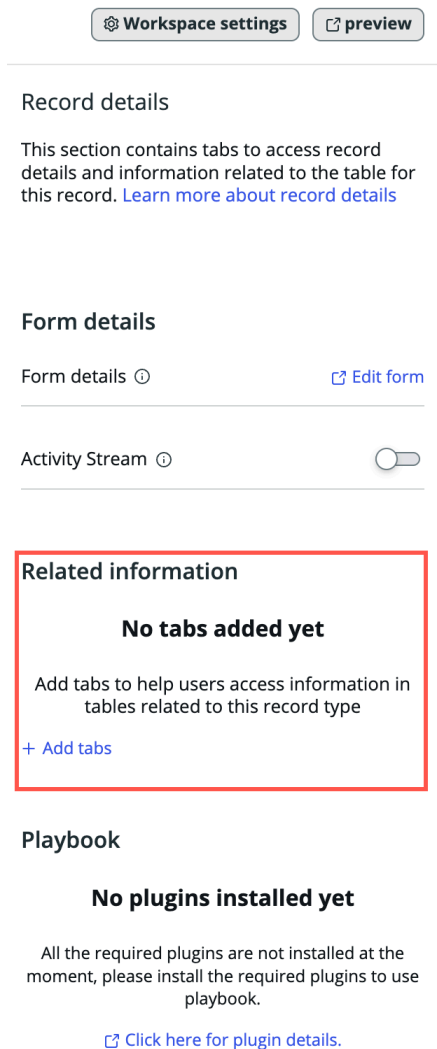 Workspace settings preview
Record details
This section contains tabs to access record
details and information related to the table for
this record. Learn more about record details
Form details
Form details Edit form
Activity Stream
Related information
No tabs added yet
Add tabs to help users access information in
tables related to this record type
+ Add tabs
Playbook
No plugins installed yet
All the required plugins are not installed at the
moment, please install the required plugins to use
playbook.
Click here for plugin details.